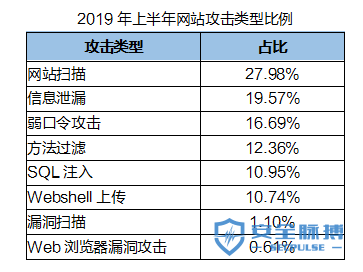 2019 年上半年网站攻击类型比例
攻击类型 占比
网站扫描 27.98%
信息泄漏 19.57%
弱口令攻击 16.69%
方法过滤 12.36%
SQL 注入 10.95%
Webshell 上传 10.74%
漏洞扫描 1.10%
Web 浏览器漏洞攻击 0.61%
安全脉搏